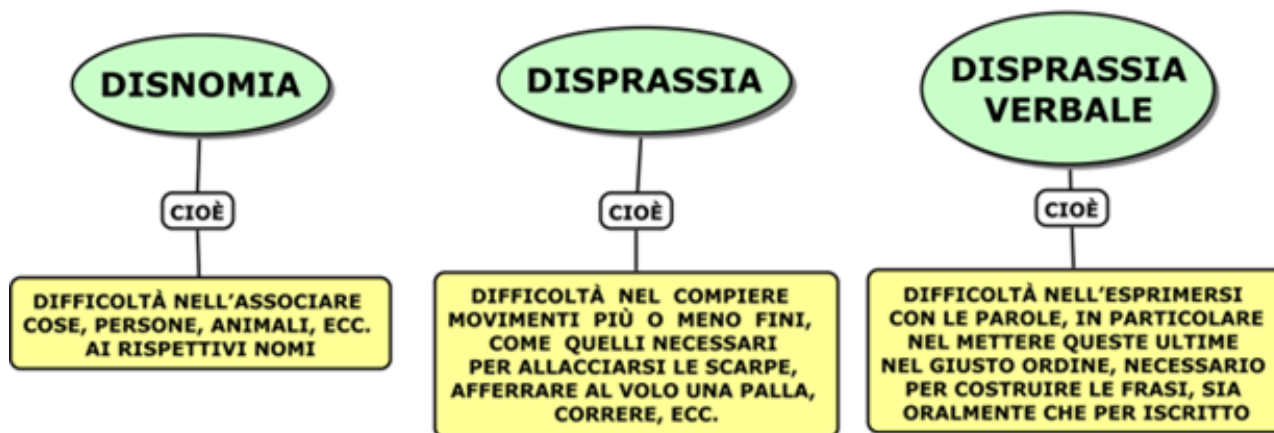 DISNOMIA
CIOÈ
DIFFICOLTÀ NELL'ASSOCIARE
COSE, PERSONE, ANIMALI, ECC.
AI RISPETTIVI NOMI
DISPRASSIA
CIOÈ
DIFFICOLTÀ NEL COMPIERE
MOVIMENTI PIÙ O MENO FINI,
COME QUELLI NECESSARI
PER ALLACCIARSI LE SCARPE,
AFFERRARE AL VOLO UNA PALLA,
CORRERE, ECC.
DISPRASSIA
VERBALE
CIOÈ
DIFFICOLTÀ NELL'ESPRIMERSI
CON LE PAROLE, IN PARTICOLARE
NEL METTERE QUESTE ULTIME
NEL GIUSTO ORDINE, NECESSARIO
PER COSTRUIRE LE FRASI, SIA
ORALMENTE CHE PER ISCRITTO